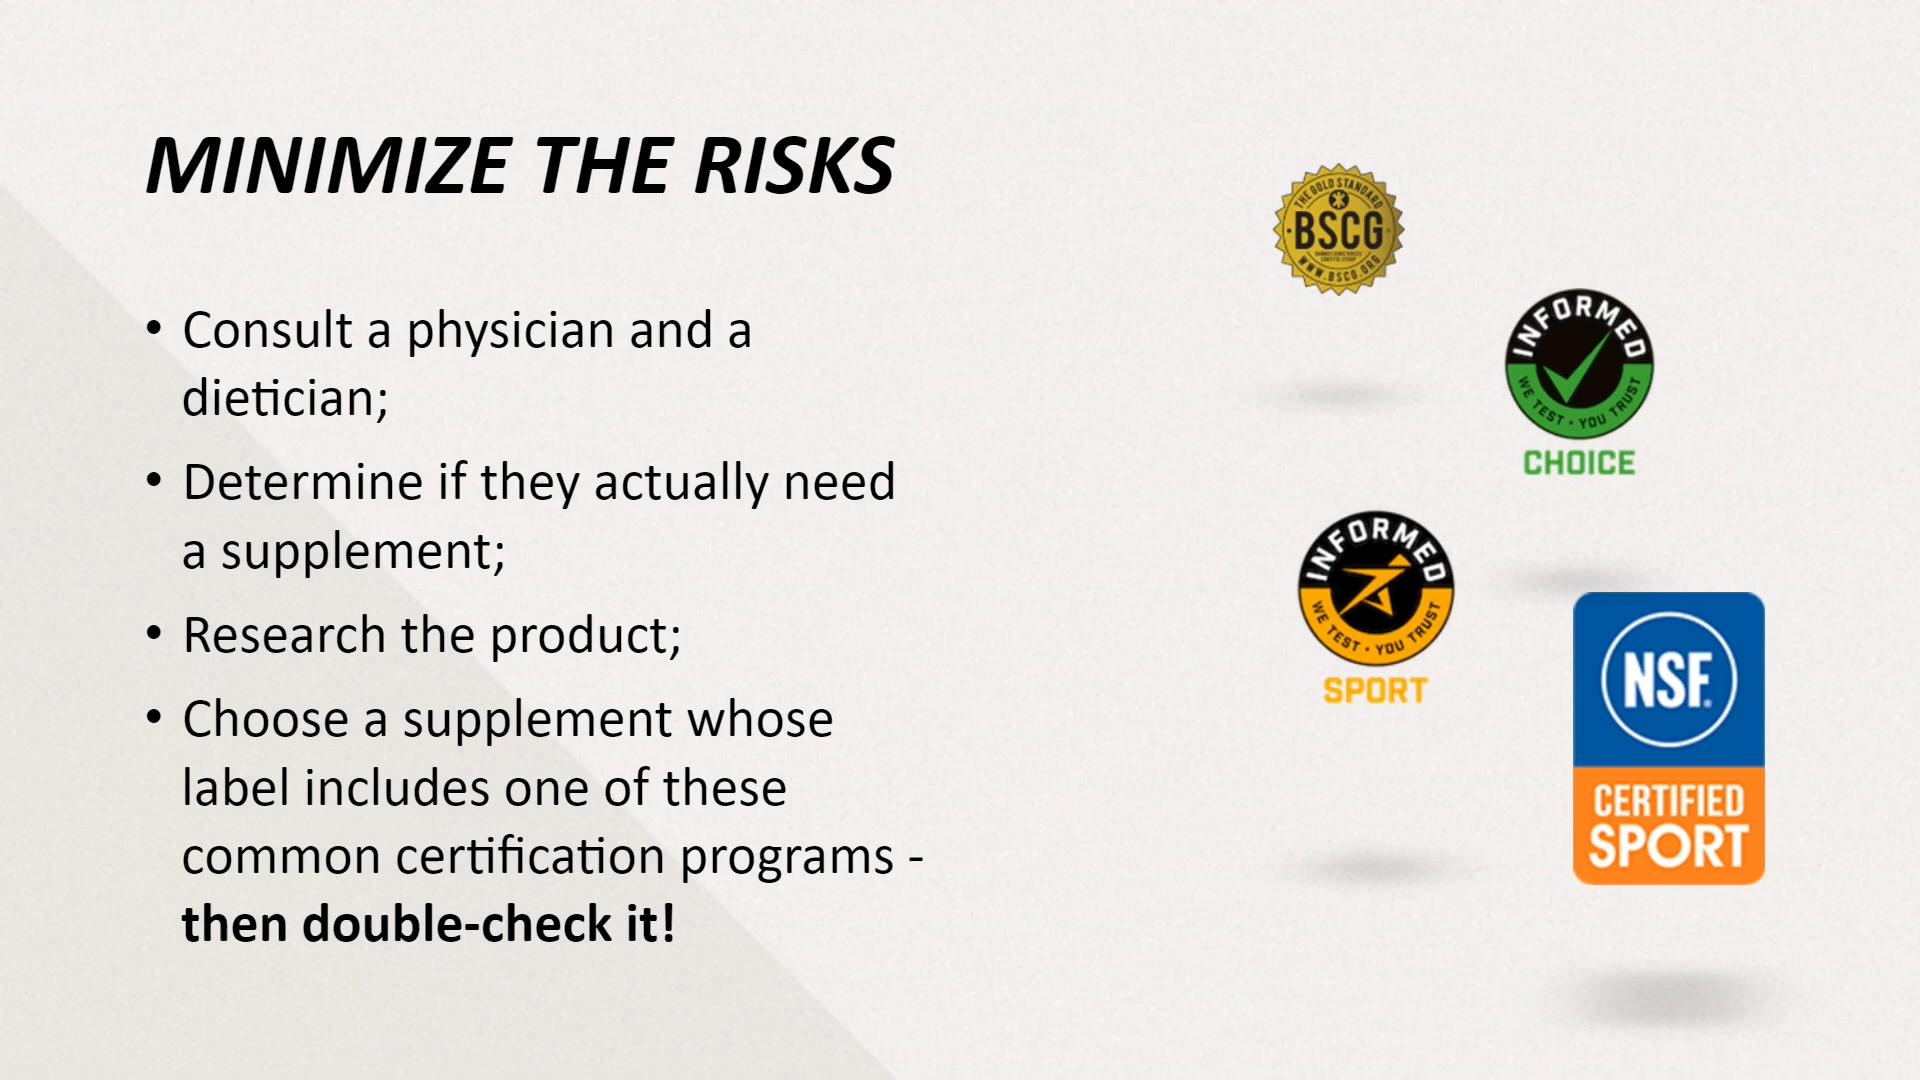 MINIMIZE THE RISKS
• Consult a physician and a
dietician;
• Determine if they actually need
a supplement;
• Research the product;
• Choose a supplement whose
label includes one of these
common certification programs -
then double-check it!
THE GOLD STANDARD
BSCG
WWW.BSCG.ORG
INFORMED
WE TEST • YOU TRUST
CHOICE
INFORMED
WE TEST • YOU TRUST
SPORT
NSF®
CERTIFIED
SPORT